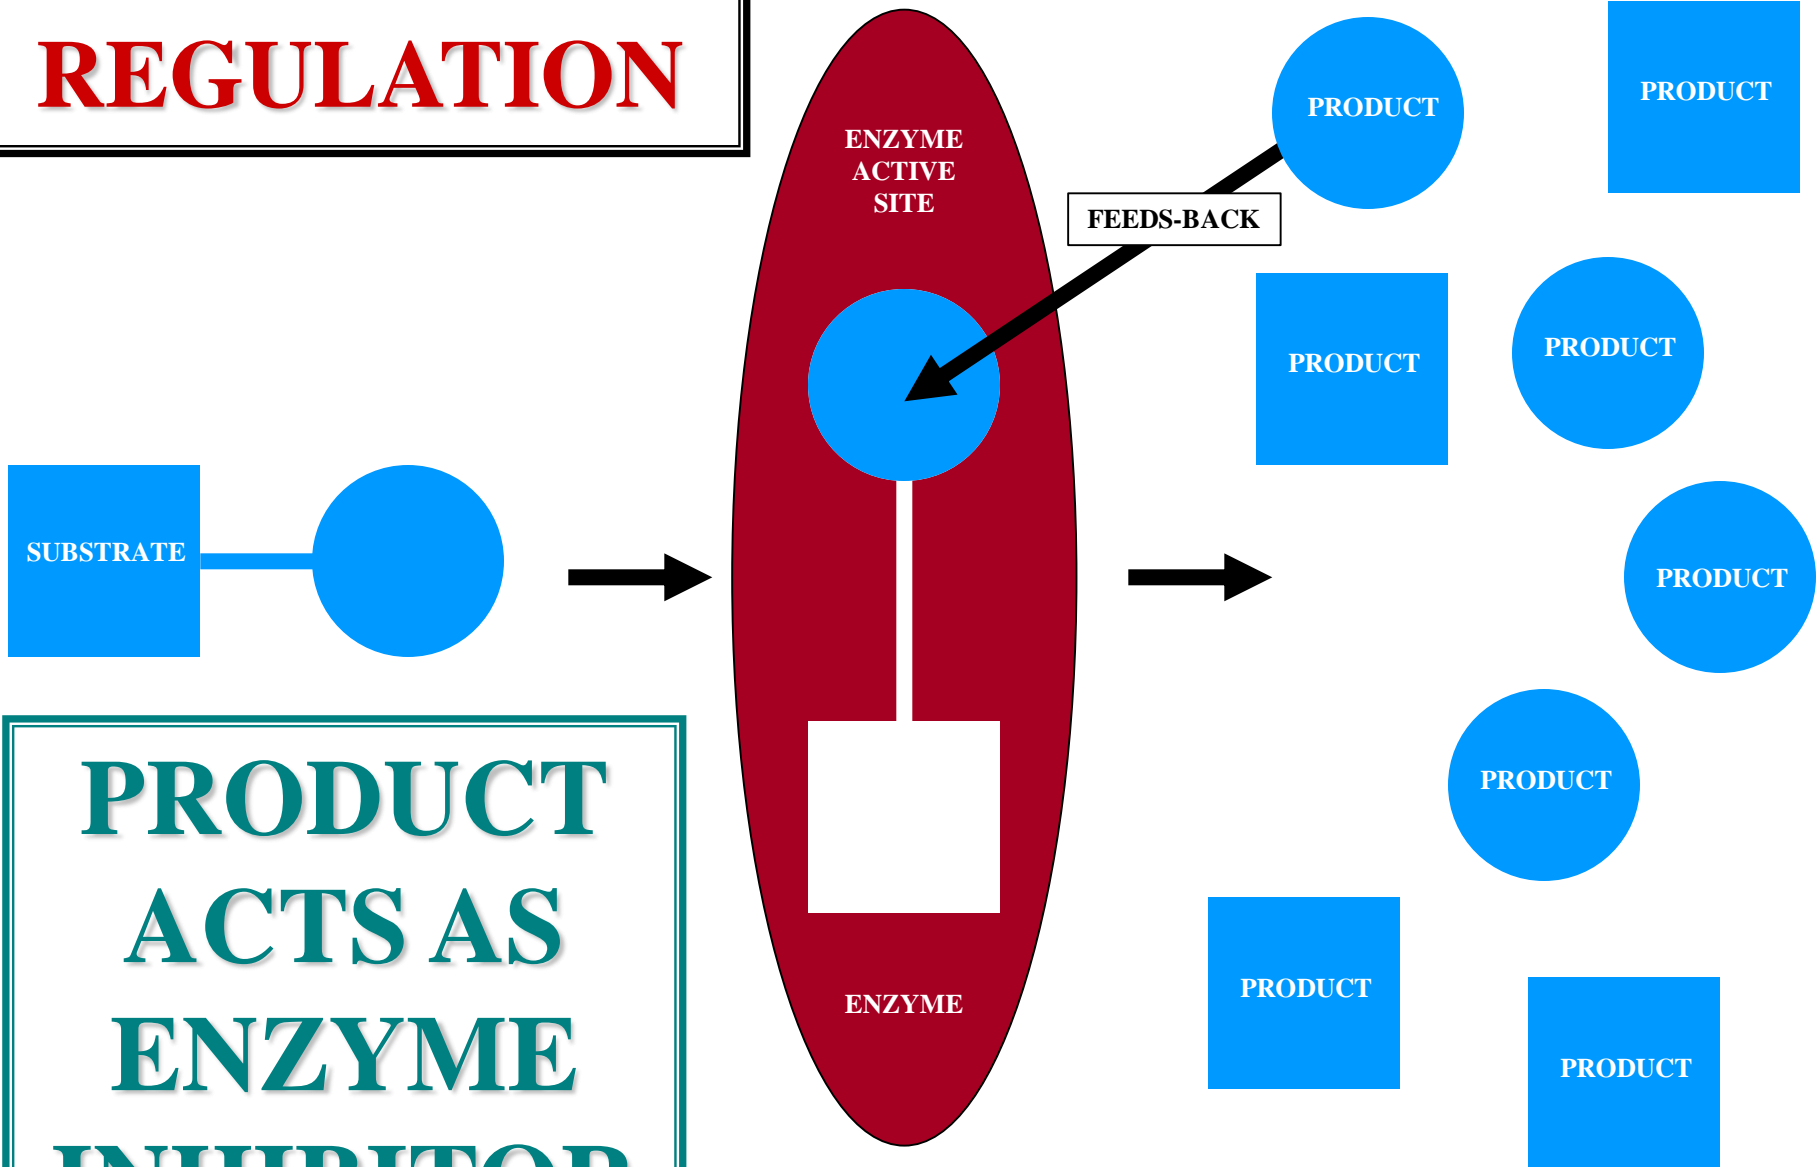 REGULATION
ENZYME
ACTIVE
SITE
PRODUCT
PRODUCT
FEEDS-BACK
PRODUCT
PRODUCT
SUBSTRATE
PRODUCT
PRODUCT
PRODUCT
ACTS AS
ENZYME
INHIBITOR
ENZYME
PRODUCT
PRODUCT